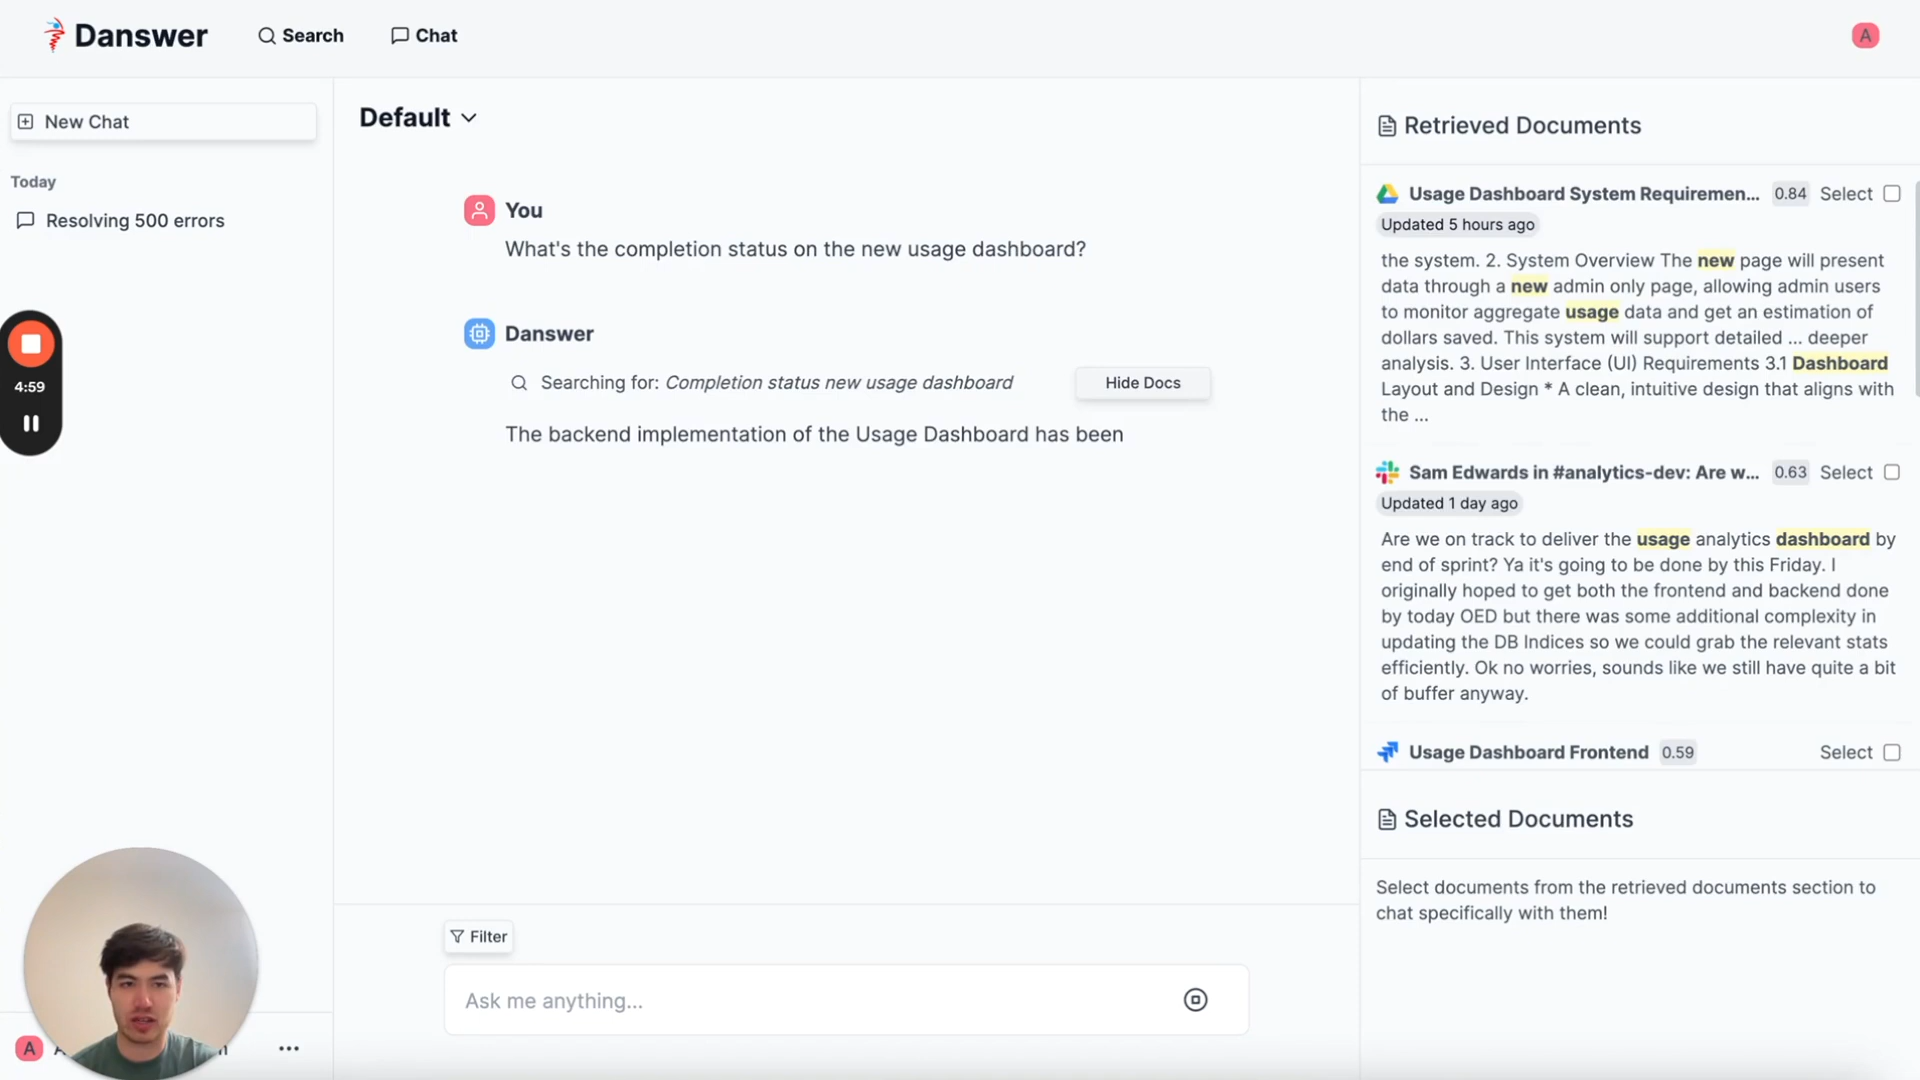 Danswer
Search
Chat
A
New Chat
Today
Resolving 500 errors
4:59
Default
You
What's the completion status on the new usage dashboard?
Danswer
Searching for: Completion status new usage dashboard
Hide Docs
The backend implementation of the Usage Dashboard has been
Filter
Ask me anything...
Retrieved Documents
Usage Dashboard System Requiremen... 0.84 Select
Updated 5 hours ago
the system. 2. System Overview The new page will present
data through a new admin only page, allowing admin users
to monitor aggregate usage data and get an estimation of
dollars saved. This system will support detailed ... deeper
analysis. 3. User Interface (UI) Requirements 3.1 Dashboard
Layout and Design * A clean, intuitive design that aligns with
the ...
Sam Edwards in #analytics-dev: Are w... 0.63 Select
Updated 1 day ago
Are we on track to deliver the usage analytics dashboard by
end of sprint? Ya it's going to be done by this Friday. I
originally hoped to get both the frontend and backend done
by today OED but there was some additional complexity in
updating the DB Indices so we could grab the relevant stats
efficiently. Ok no worries, sounds like we still have quite a bit
of buffer anyway.
Usage Dashboard Frontend 0.59 Select
Selected Documents
Select documents from the retrieved documents section to
chat specifically with them!
A